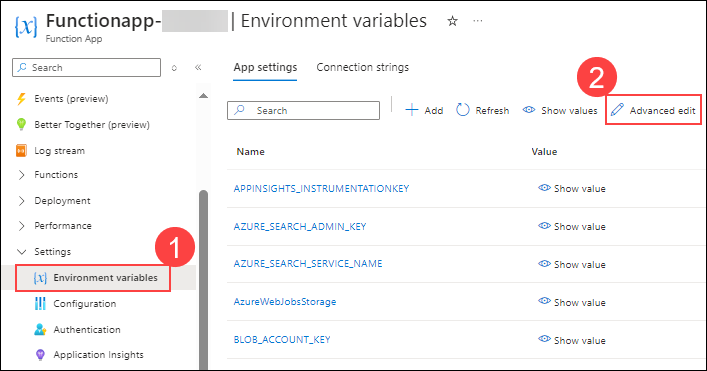 Functionapp- | Environment variables
Function App
Search
App settings
Connection strings
Events (preview)
Better Together (preview)
Log stream
Functions
Deployment
Performance
Settings
1
Environment variables
Configuration
Authentication
Application Insights
2
Search
Add
Refresh
Show values
Advanced edit
Name
Value
APPINSIGHTS_INSTRUMENTATIONKEY
Show value
AZURE_SEARCH_ADMIN_KEY
Show value
AZURE_SEARCH_SERVICE_NAME
Show value
AzureWebJobsStorage
Show value
BLOB_ACCOUNT_KEY
Show value